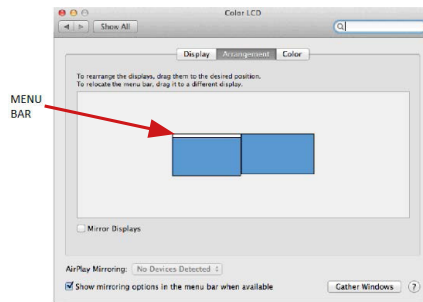 Color LCD
Show All
Display Arrangement Color
To rearrange the displays, drag them to the desired position.
To relocate the menu bar, drag it to a different display.
MENU
BAR
Mirror Displays
AirPlay Mirroring: No Devices Detected
Show mirroring options in the menu bar when available
Gather Windows ?